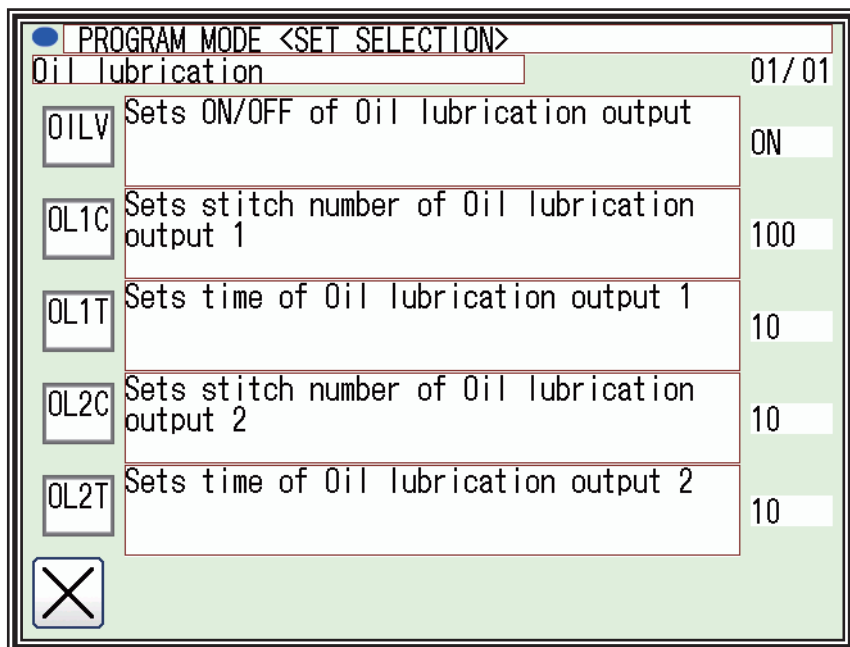 PROGRAM MODE <SET SELECTION>
Oil lubrication 01/01
OILV Sets ON/OFF of Oil lubrication output ON
OL1C Sets stitch number of Oil lubrication
output 1 100
OL1T Sets time of Oil lubrication output 1 10
OL2C Sets stitch number of Oil lubrication
output 2 10
OL2T Sets time of Oil lubrication output 2 10